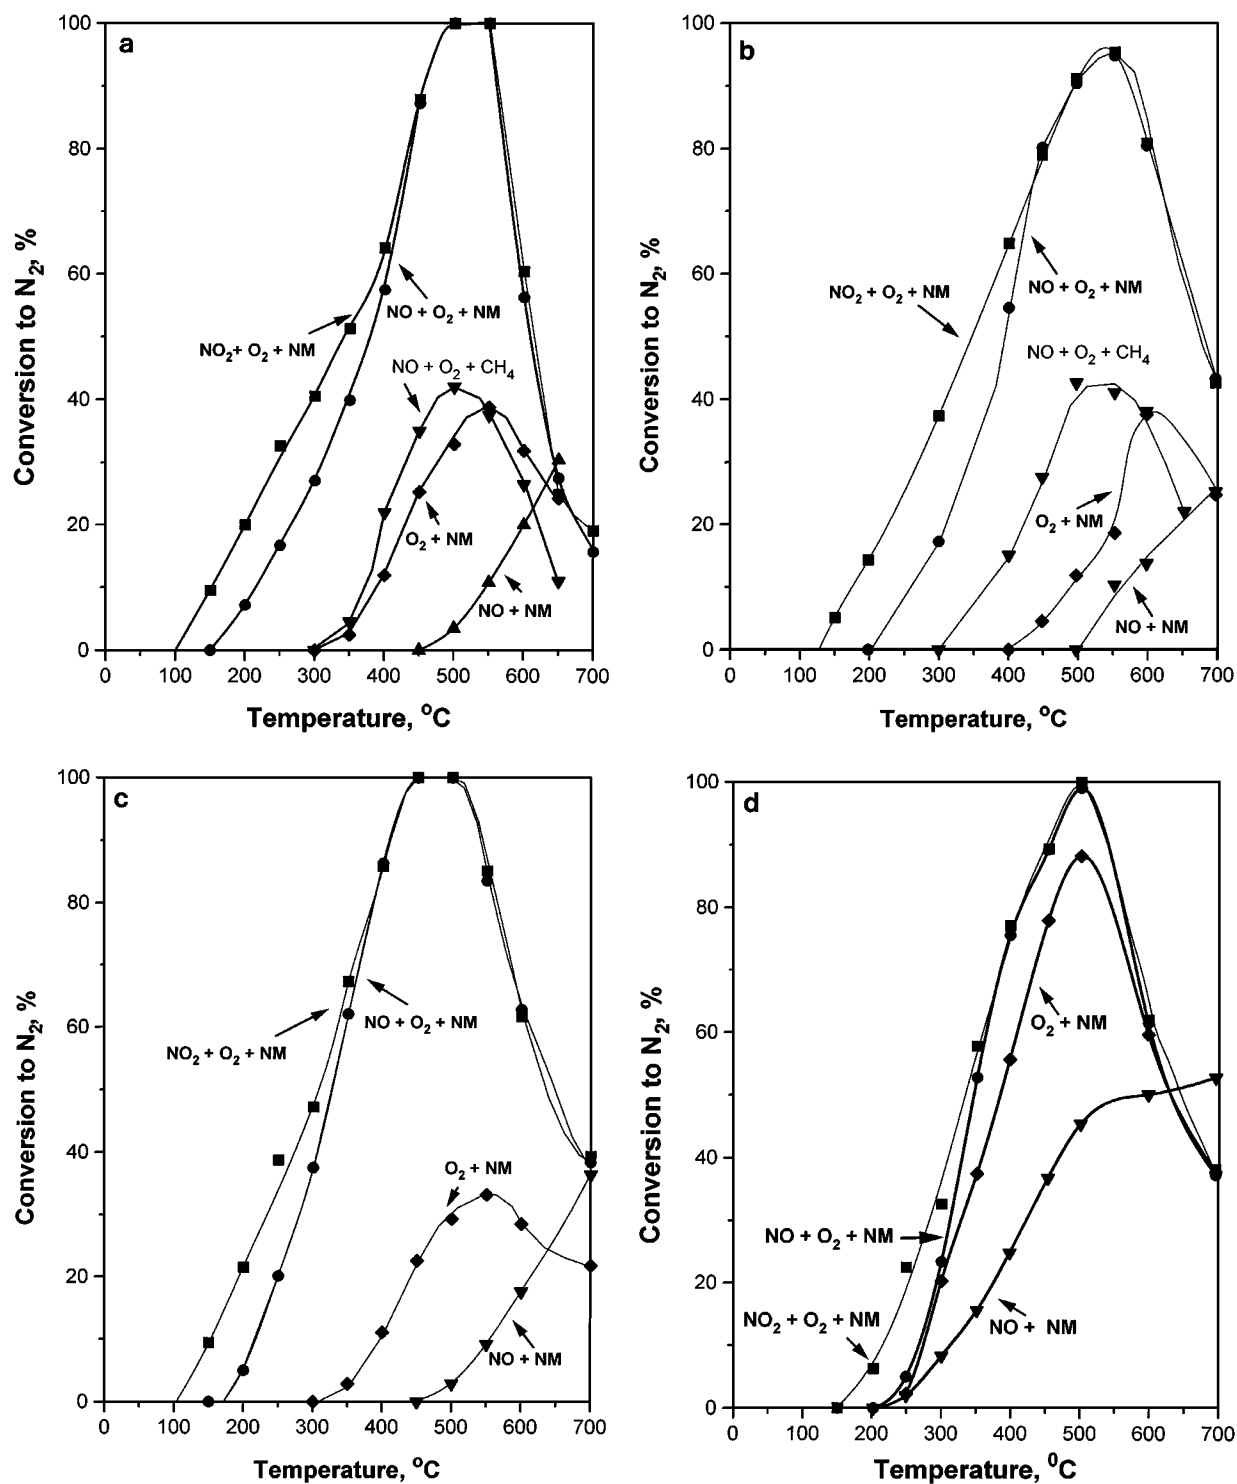 a
Conversion to N2, %
100
80
60
40
20
0
NO2+ O2 + NM
NO + O2 + NM
NO + O2 + CH4
O2 + NM
NO + NM
0 100 200 300 400 500 600 700
Temperature, oC
b
Conversion to N2, %
100
80
60
40
20
0
NO2 + O2 + NM
NO + O2 + NM
NO + O2 + CH4
O2 + NM
NO + NM
0 100 200 300 400 500 600 700
Temperature, oC
c
Conversion to N2, %
100
80
60
40
20
0
NO2 + O2 + NM
NO + O2 + NM
O2 + NM
NO + NM
0 100 200 300 400 500 600 700
Temperature, oC
d
Conversion to N2, %
100
80
60
40
20
0
O2 + NM
NO + O2 + NM
NO2 + O2 + NM
NO + NM
0 100 200 300 400 500 600 700
Temperature, 0C